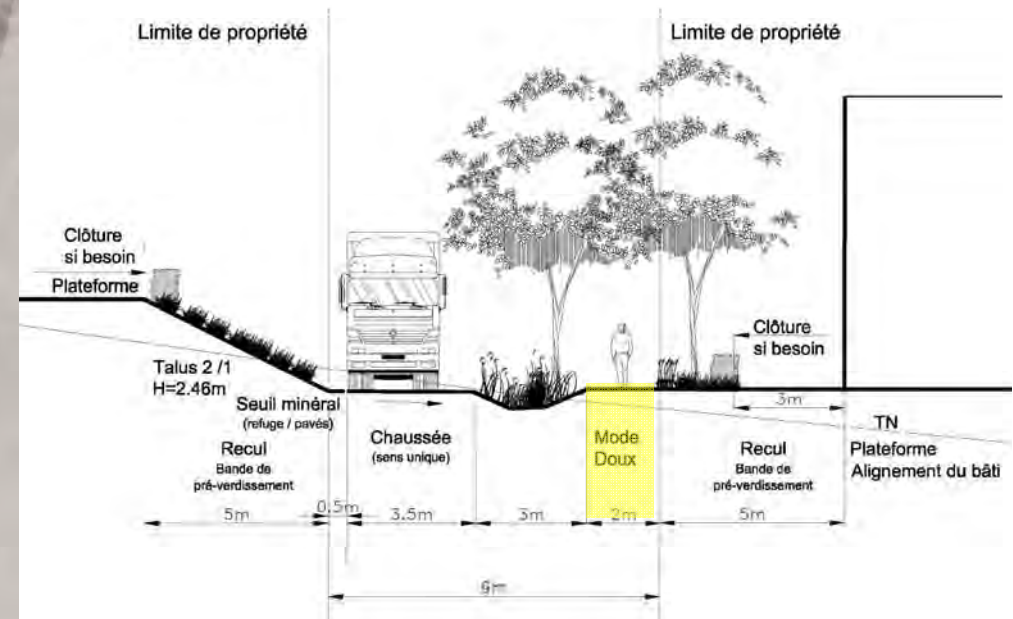 Limite de propriété
Limite de propriété
Clôture
si besoin
Plateforme
Clôture
si besoin
Talus 2 /1
H=2.46m
Seuil minéral
(refuge / pavés)
3m
TN
Recul
Bande de
pré-verdissement
Chaussée
(sens unique)
Mode
Doux
Recul
Bande de
pré-verdissement
Plateforme
Alignement du bâti
5m
0.5m
3.5m
3m
2m
5m
9m